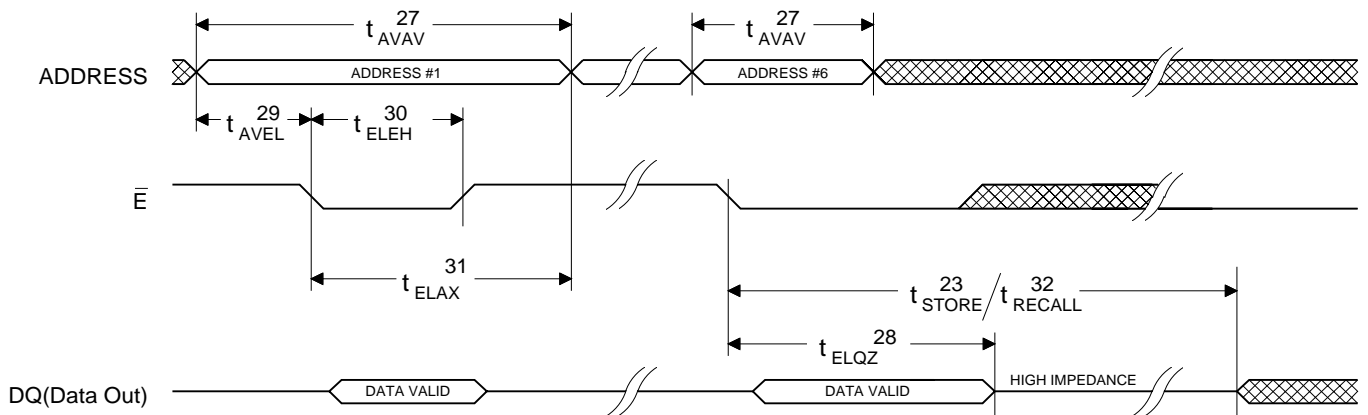 27 27
t AVAV t AVAV
ADDRESS ADDRESS #1 ADDRESS #6
29 30
t AVEL t ELEH
E̅
31
t ELAX
23 32
t STORE / t RECALL
28
t ELQZ
DQ(Data Out) DATA VALID DATA VALID HIGH IMPEDANCE